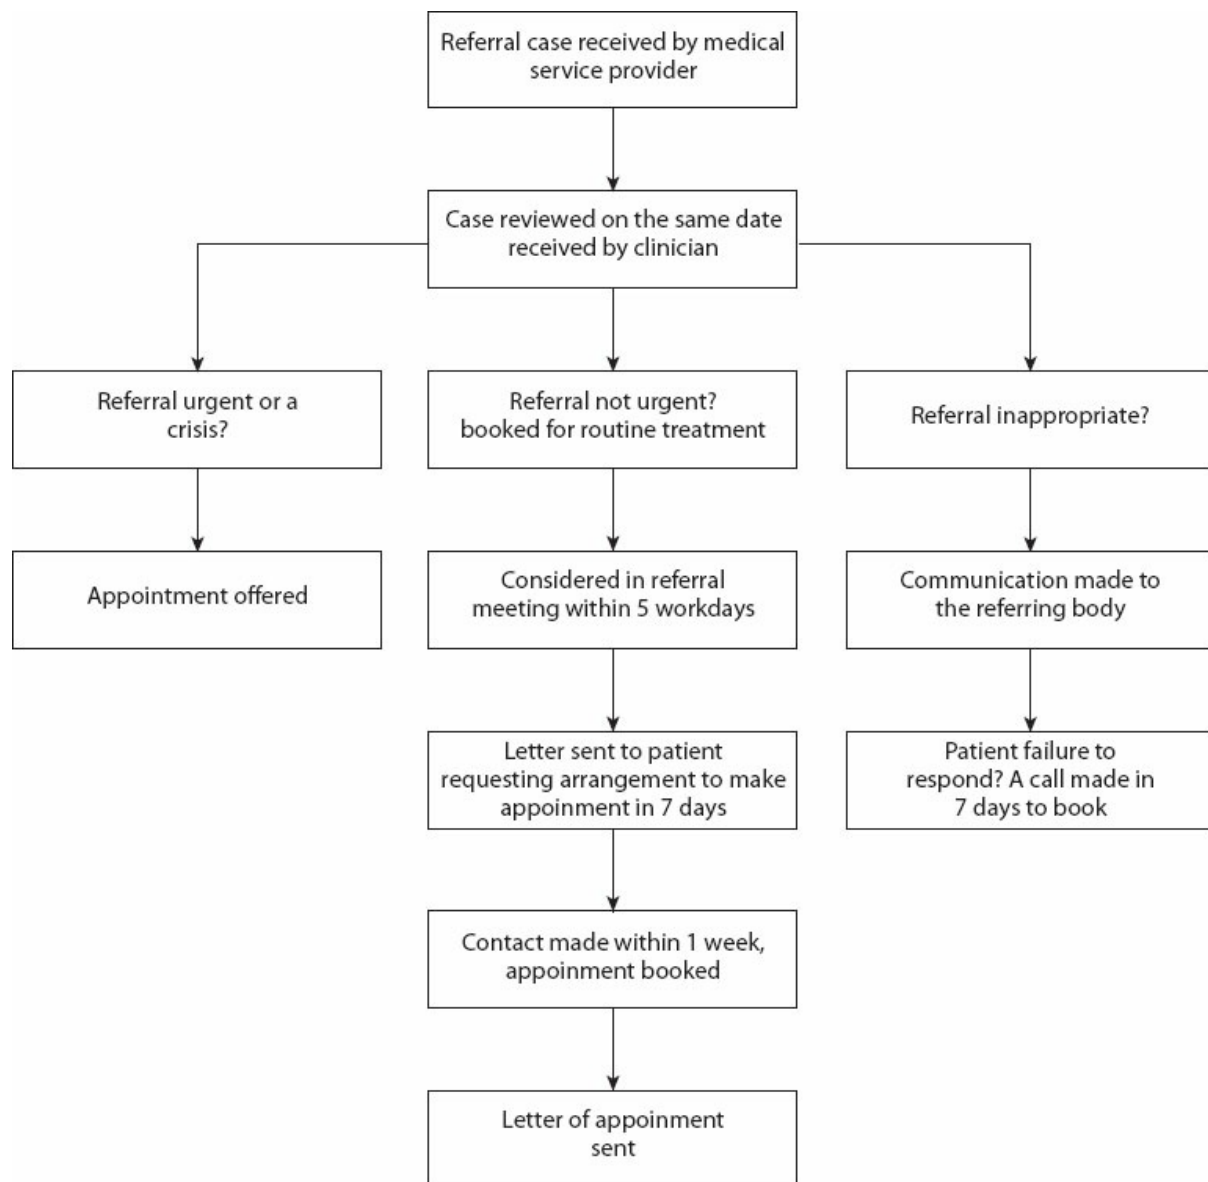 Referral case received by medical
service provider
Case reviewed on the same date
received by clinician
Referral urgent or a
crisis?
Referral not urgent?
booked for routine treatment
Referral inappropriate?
Appointment offered
Considered in referral
meeting within 5 workdays
Communication made to
the referring body
Letter sent to patient
requesting arrangement to make
appoinment in 7 days
Patient failure to
respond? A call made in
7 days to book
Contact made within 1 week,
appoinment booked
Letter of appoinment
sent